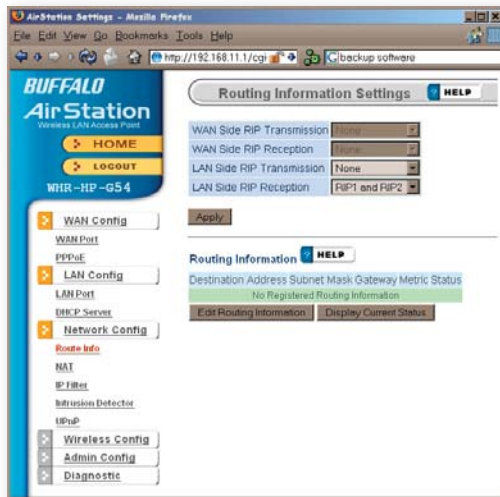 AirStation Settings - Mozilla Firefox
File Edit View Go Bookmarks Tools Help
http://192.168.11.1/cgi
backup software
BUFFALO
AirStation
Wireless LAN Access Point
HOME
LOGOUT
WHR-HP-G54
WAN Config
WAN Port
PPPoE
LAN Config
LAN Port
DHCP Server
Network Config
Route Info
NAT
IP Filter
Intrusion Detector
UPnP
Wireless Config
Admin Config
Diagnostic
Routing Information Settings
HELP
WAN Side RIP Transmission None
WAN Side RIP Reception None
LAN Side RIP Transmission None
LAN Side RIP Reception RIP1 and RIP2
Apply
Routing Information HELP
Destination Address Subnet Mask Gateway Metric Status
No Registered Routing Information
Edit Routing Information Display Current Status